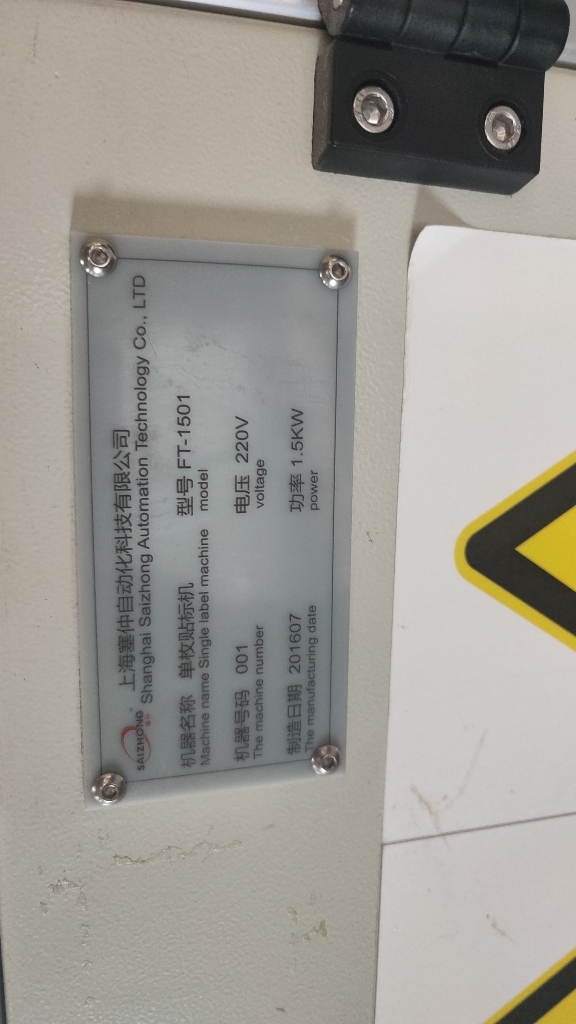 SAIZHONG
上海塞仲自动化科技有限公司
Shanghai Saizhong Automation Technology Co., LTD
机器名称 单枚贴标机 型号 FT-1501
Machine name Single label machine model
机器号码 001 电压 220V
The machine number voltage
制造日期 201607 功率 1.5KW
The manufacturing date power